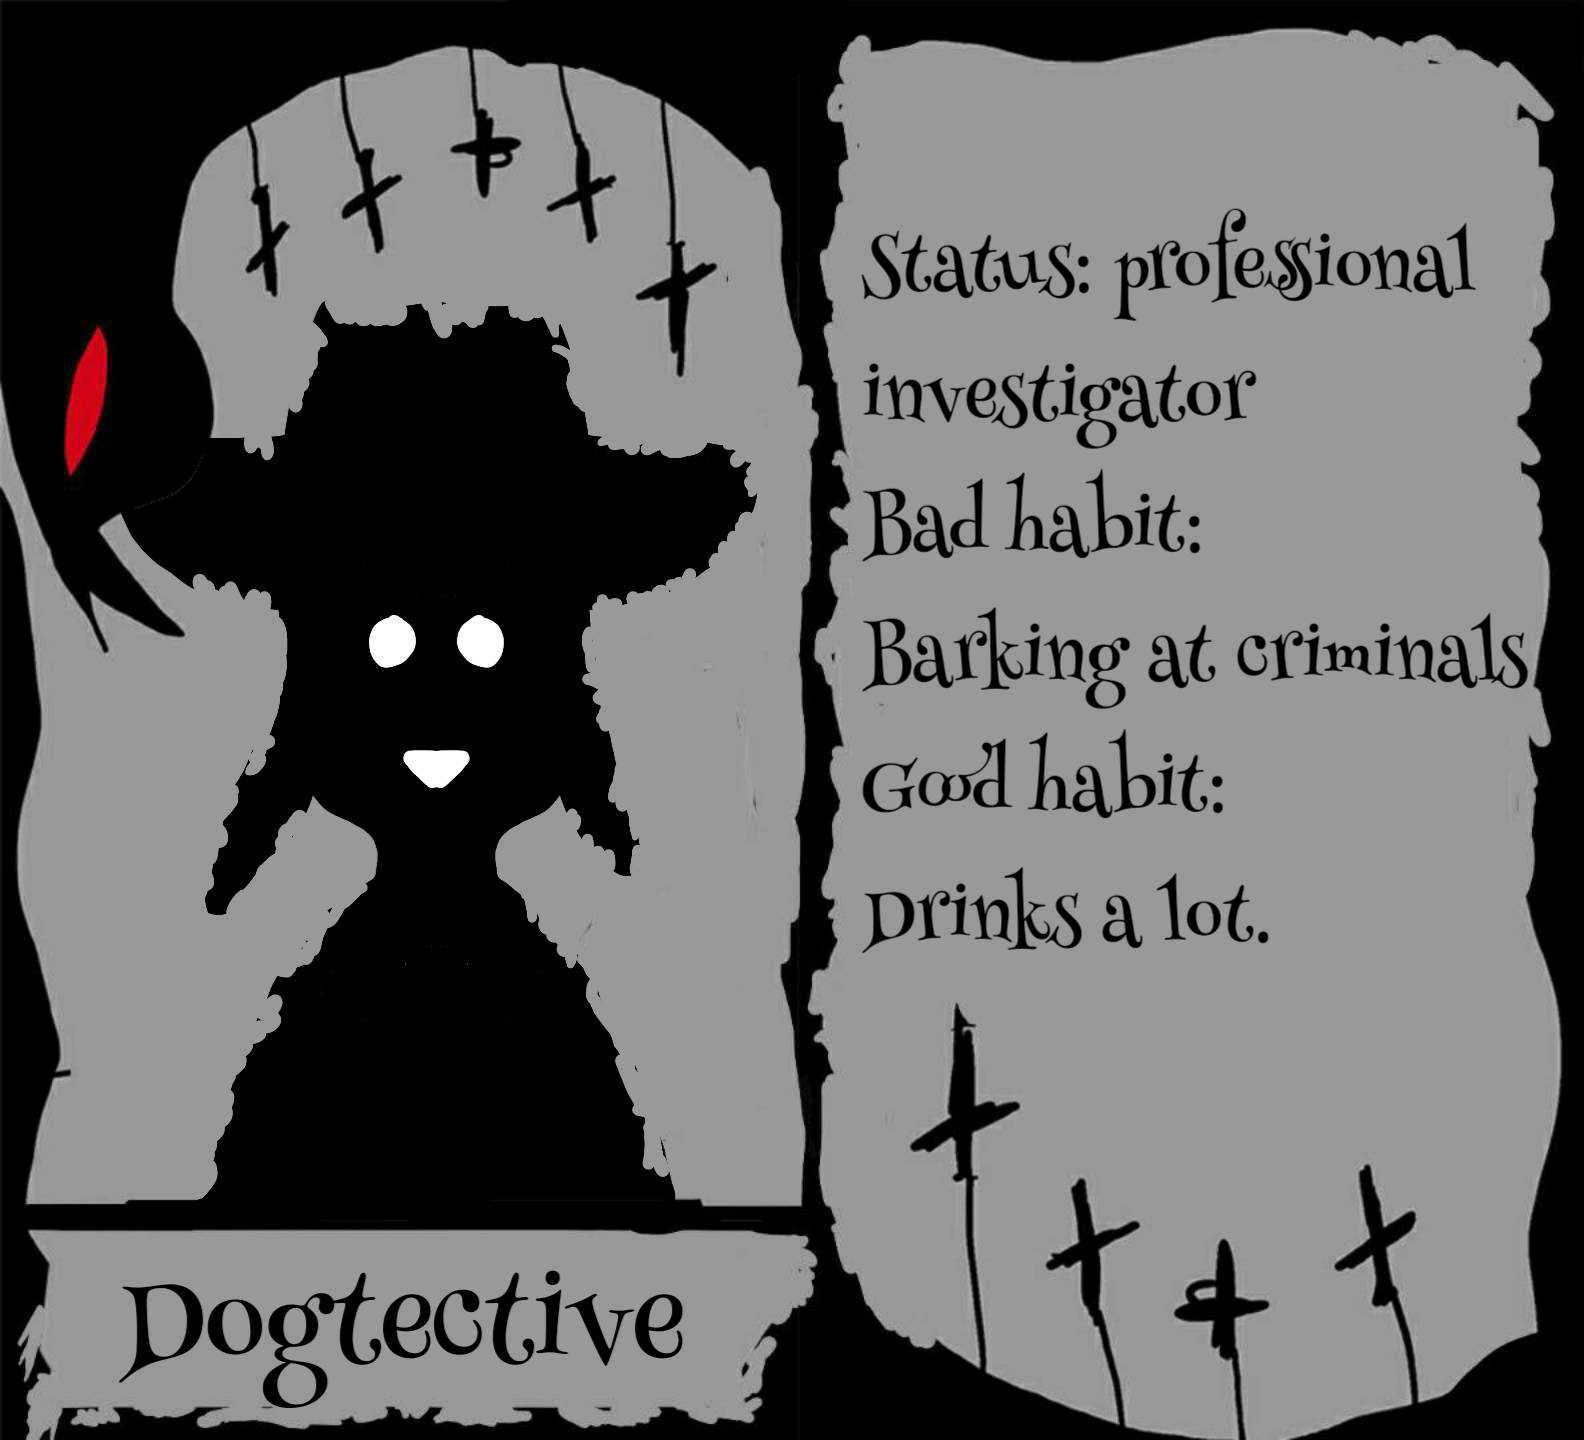 Dogtective
Status: professional
investigator
Bad habit:
Barking at criminals
Good habit:
Drinks a lot.